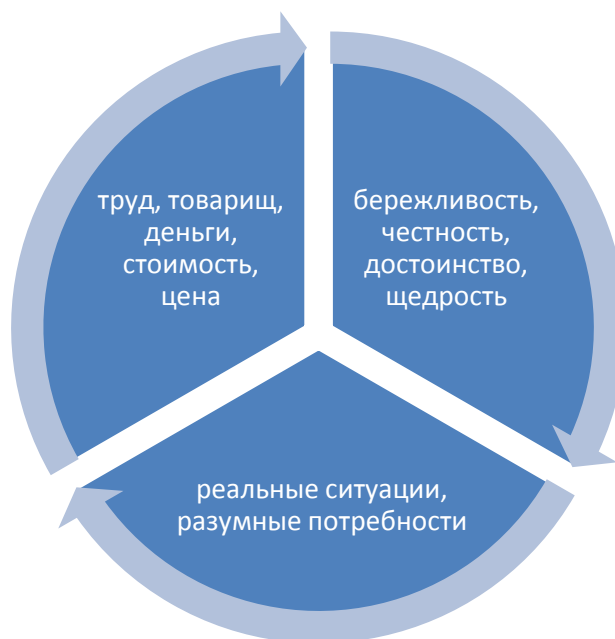 труд, товарищ,
деньги,
стоимость,
цена
бережливость,
честность,
достоинство,
щедрость
реальные ситуации,
разумные потребности